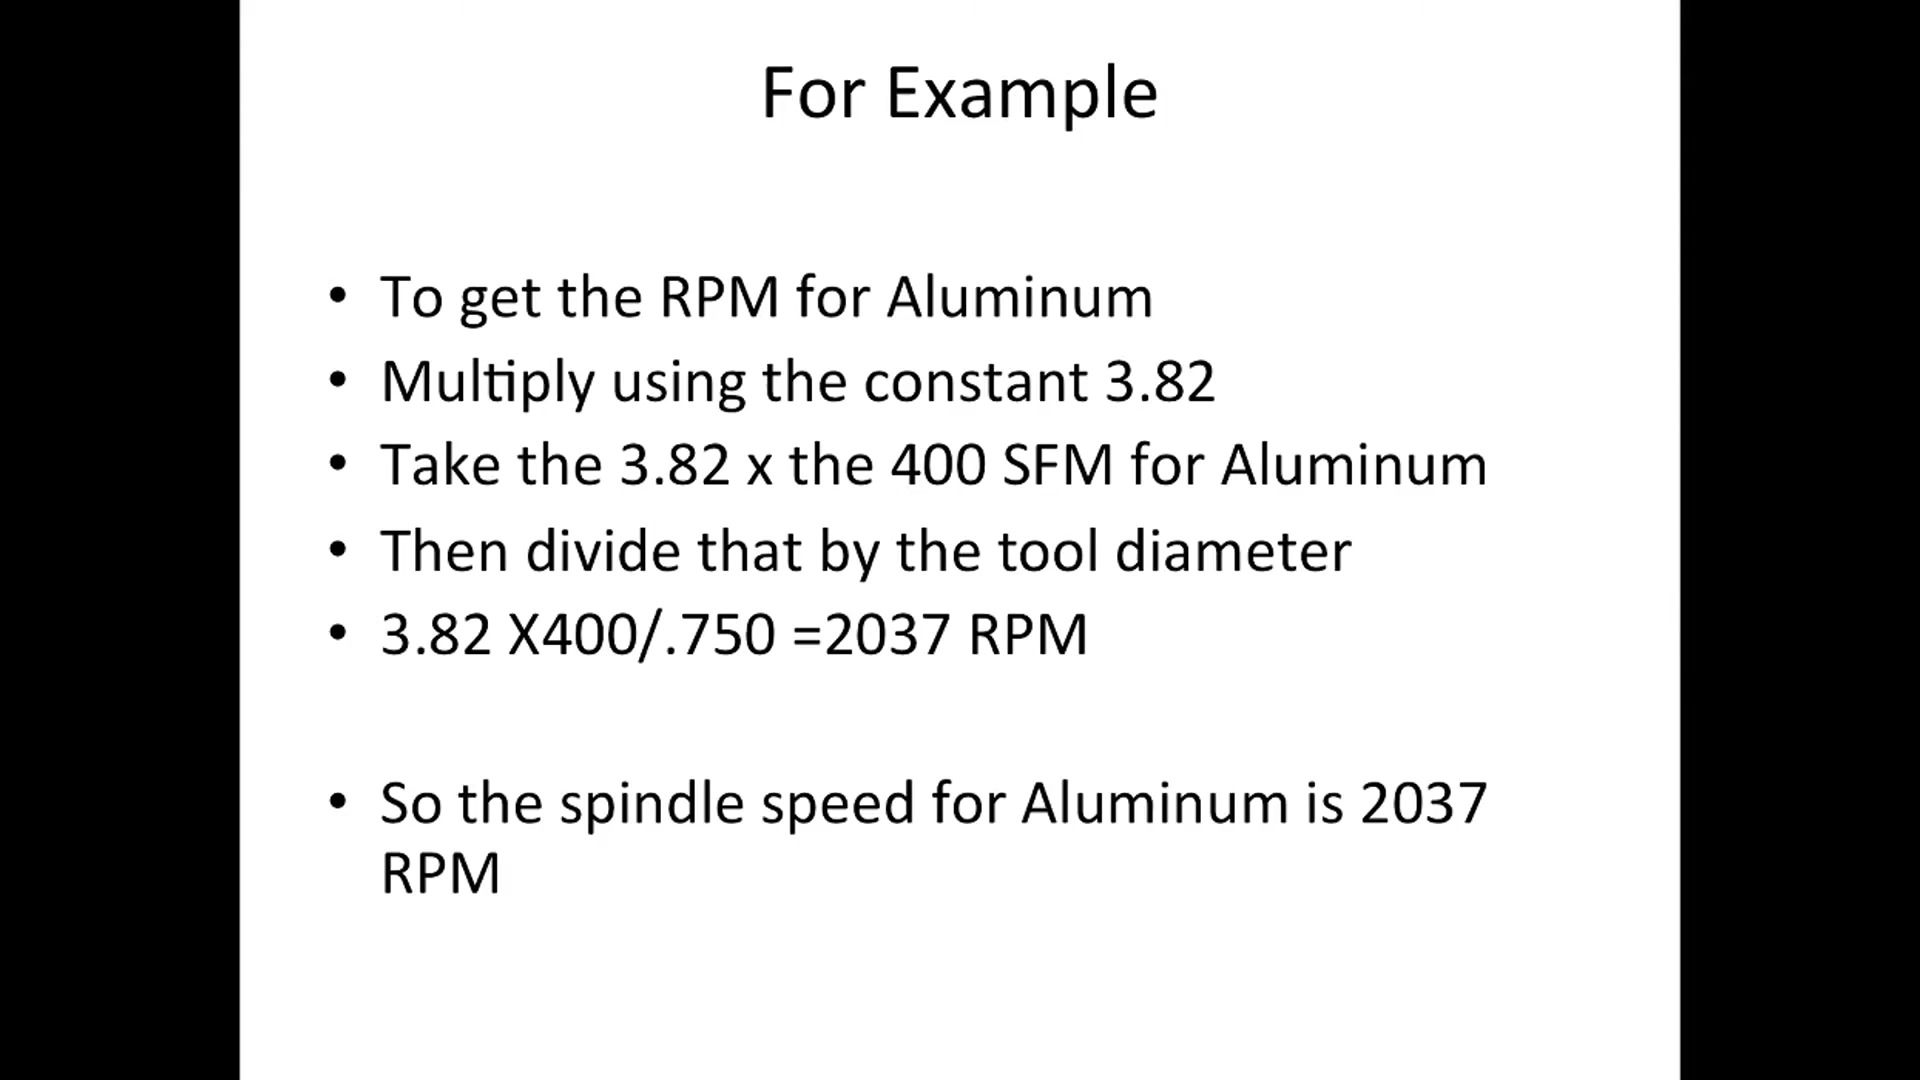 For Example
• To get the RPM for Aluminum
• Multiply using the constant 3.82
• Take the 3.82 x the 400 SFM for Aluminum
• Then divide that by the tool diameter
• 3.82 X400/.750 =2037 RPM
• So the spindle speed for Aluminum is 2037
RPM